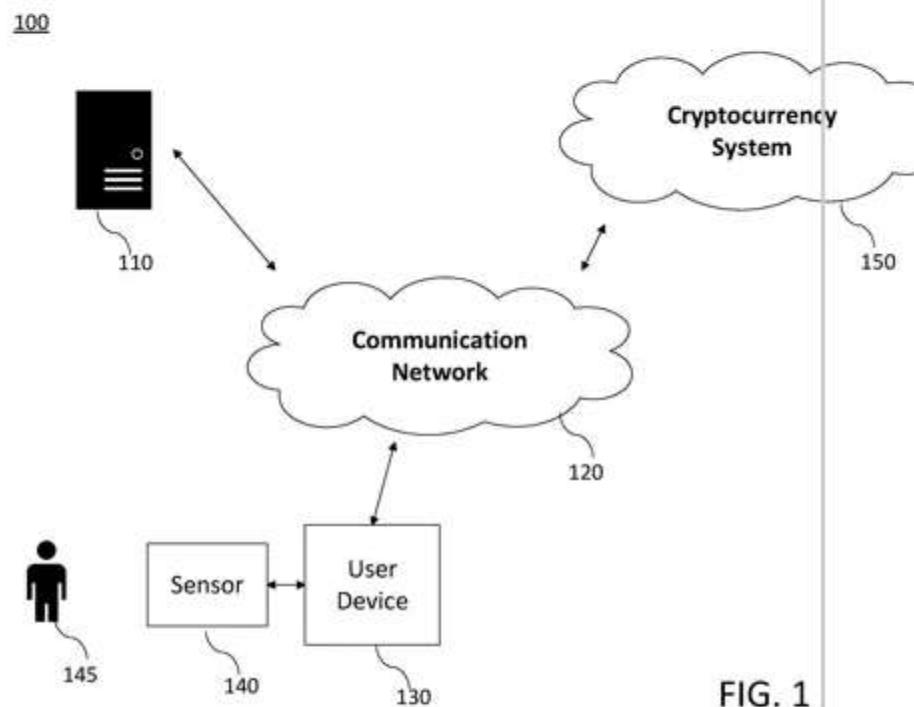 100
Cryptocurrency
System
110
150
Communication
Network
120
Sensor
User
Device
145
140
130
FIG. 1